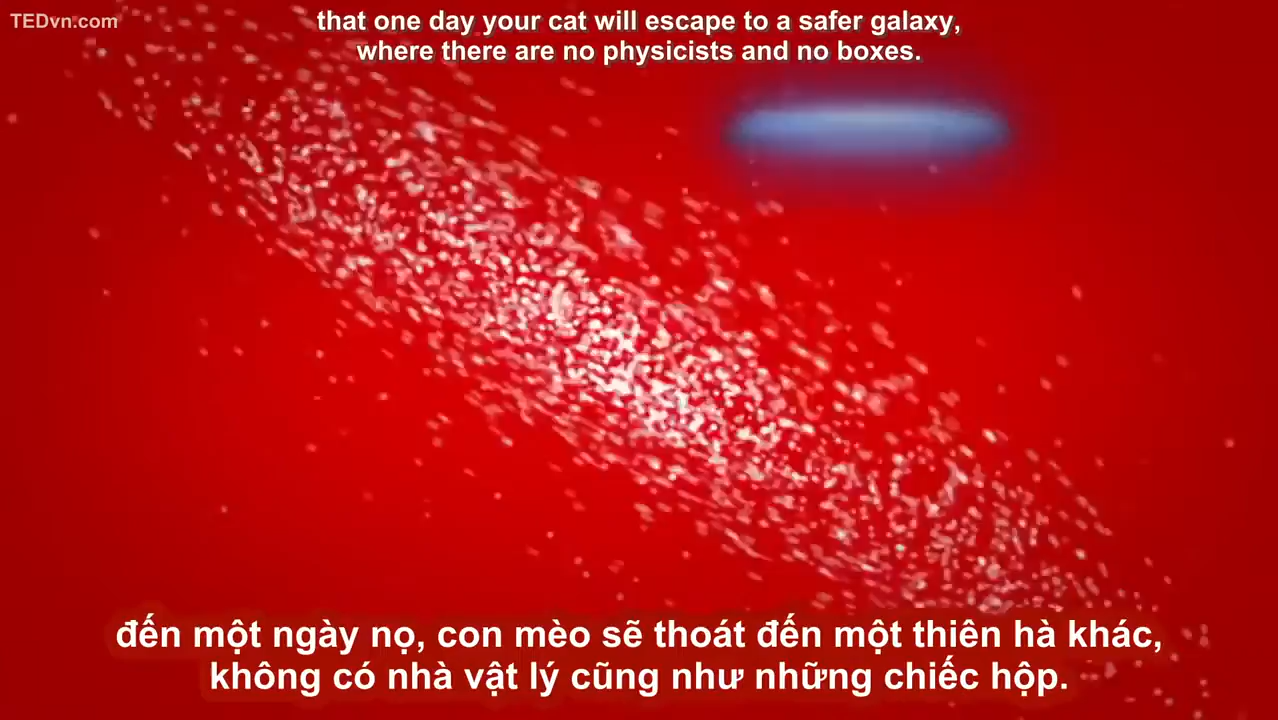 TEDvn.com
that one day your cat will escape to a safer galaxy,
where there are no physicists and no boxes.
đến một ngày nọ, con mèo sẽ thoát đến một thiên hà khác,
không có nhà vật lý cũng như những chiếc hộp.